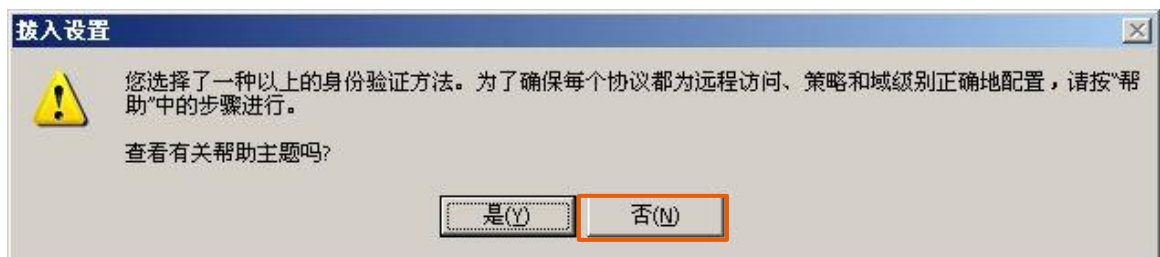 拨入设置
您选择了一种以上的身份验证方法。为了确保每个协议都为远程访问、策略和域级别正确地配置，请按“帮
助”中的步骤进行。
查看有关帮助主题吗?
是(Y) 否(N)